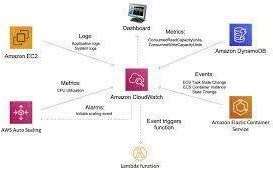 Dashboard
Logs:
Application logs
System logs
Metrics:
ConsumedReadCapacityUnits,
ConsumedWriteCapacityUnits
Amazon EC2
Amazon DynamoDB
Metrics:
CPU Utilization
Events:
ECS Task State Change
ECS Container Instance
State Change
Amazon CloudWatch
AWS Auto Scaling
Alarms:
Initiate scaling event
Amazon Elastic Container
Service
Event triggers
function
Lambda function